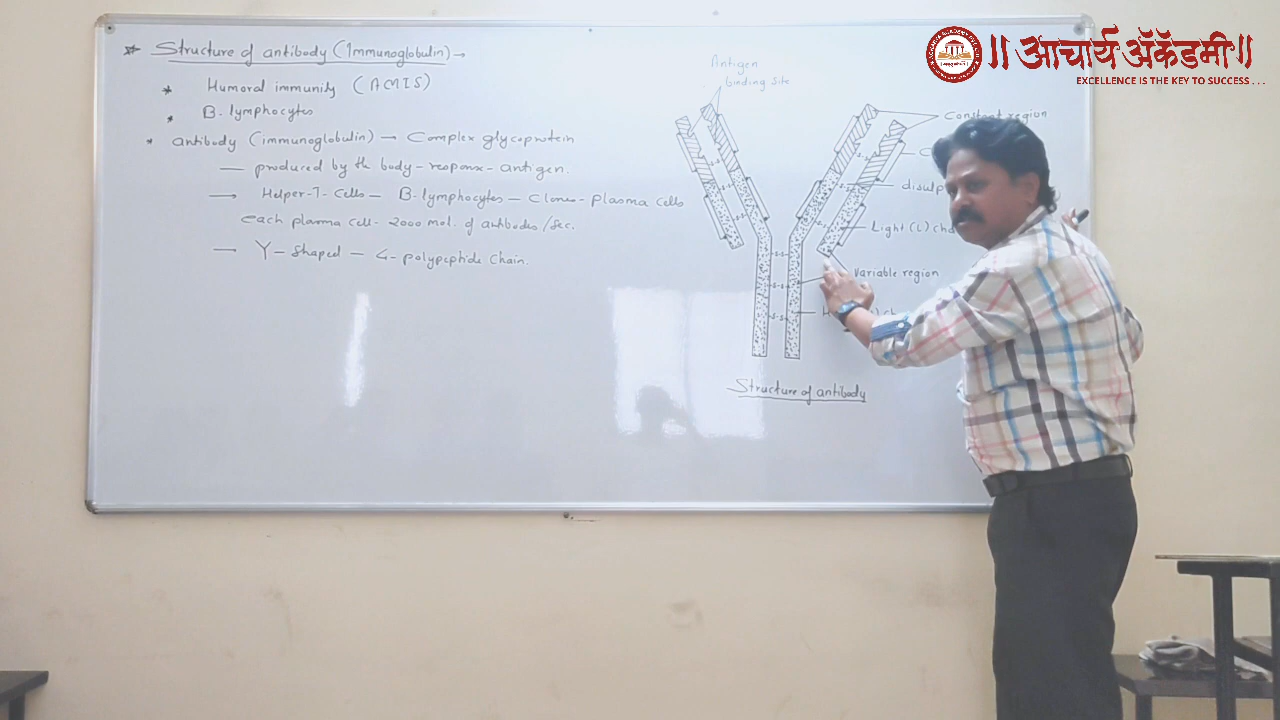 Structure of antibody (Immunoglobulin) →
* Humoral immunity (AMIS)
* B. lymphocytes
* antibody (immunoglobulin) → Complex glycoprotein
— produced by the body - response - antigen.
→ Helper-T-Cells — B. lymphocytes — Clones - Plasma cells
each plasma cell - 2000 mol. of antibodies /Sec.
→ Y- Shaped — 4- polypeptide chain.
Antigen
binding Site
Constant region
disulp
Light (L) cha
Variable region
Structure of antibody
॥ आचार्य ॲकॅडमी ॥
EXCELLENCE IS THE KEY TO SUCCESS . . .